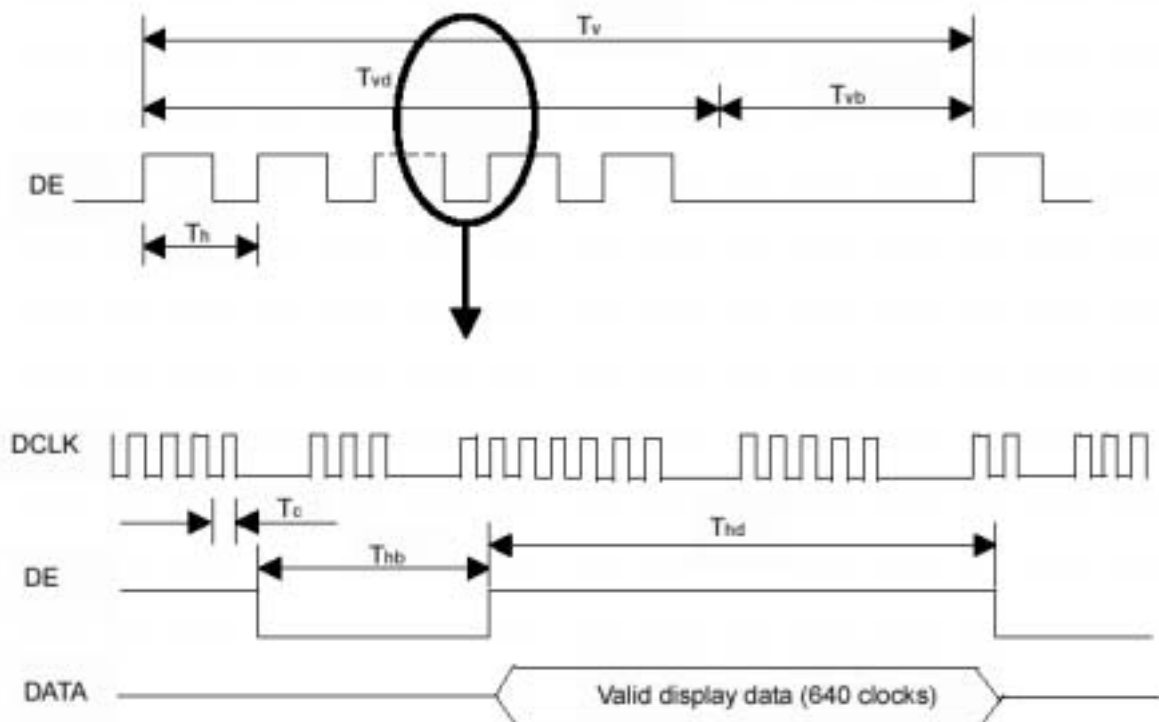 Tv
Tvd
Tvb
DE
Th
DCLK
Tc
Thd
Thb
DE
DATA
Valid display data (640 clocks)